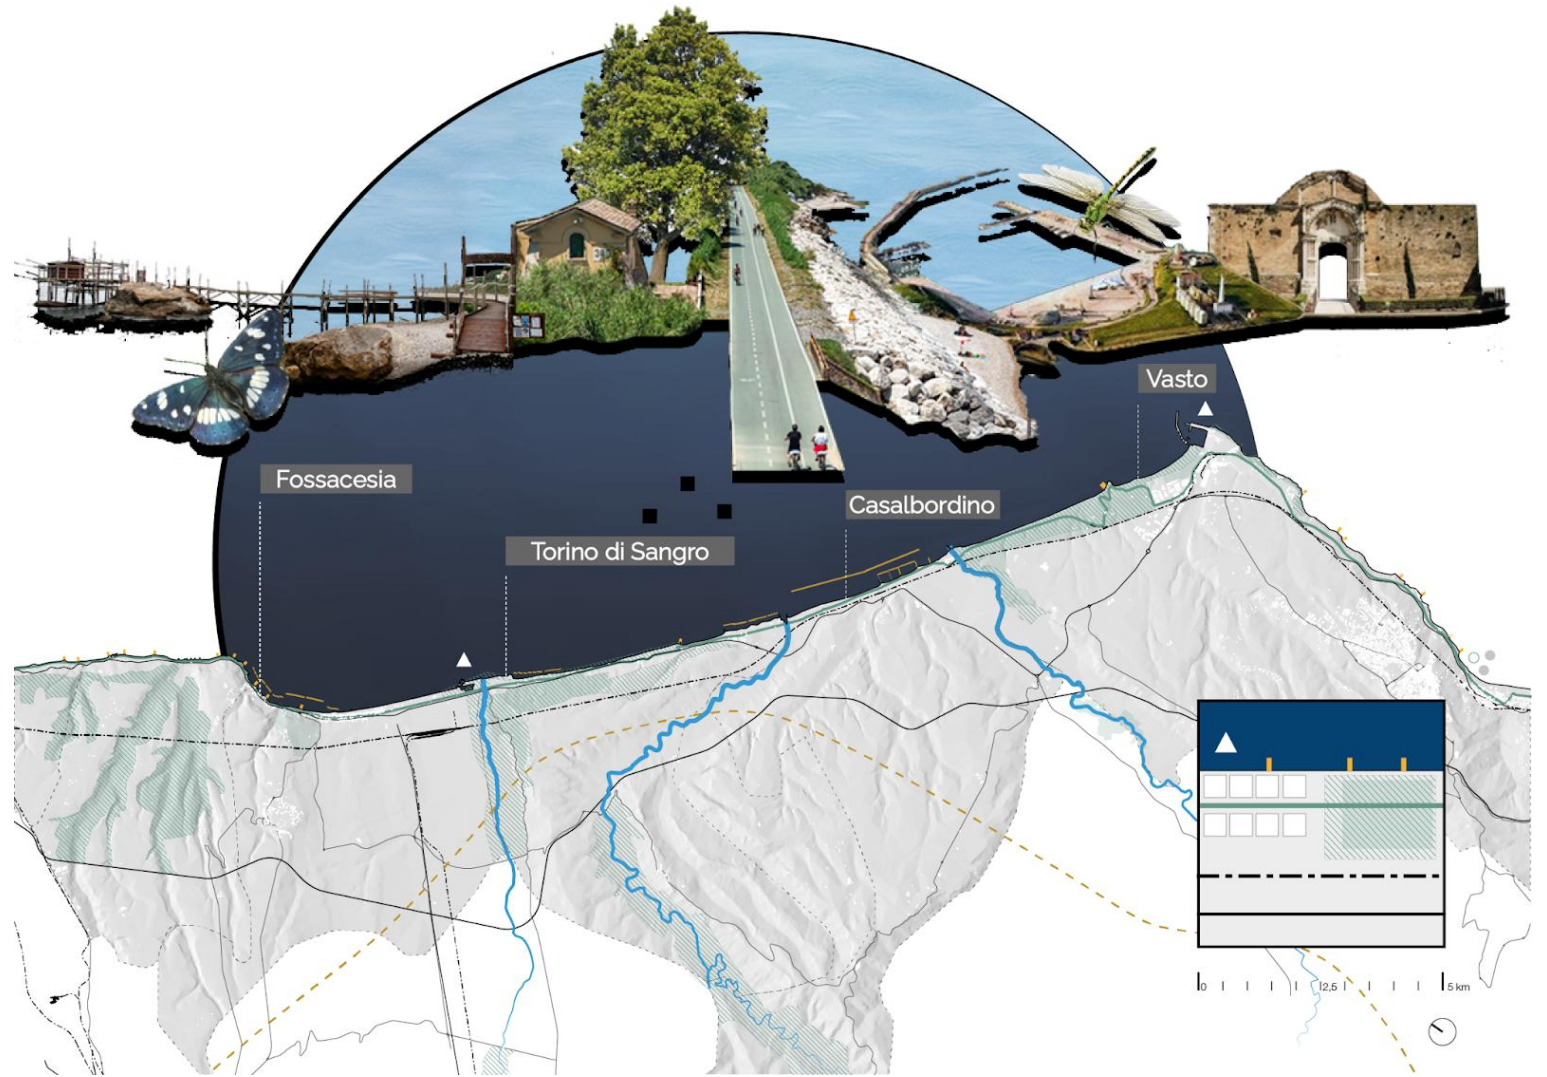 Vasto
Fossacesia
Casalbordino
Torino di Sangro
0 2,5 5 km